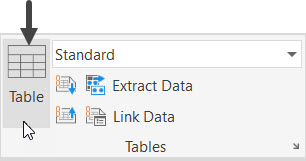 Standard
Table
Extract Data
Link Data
Tables